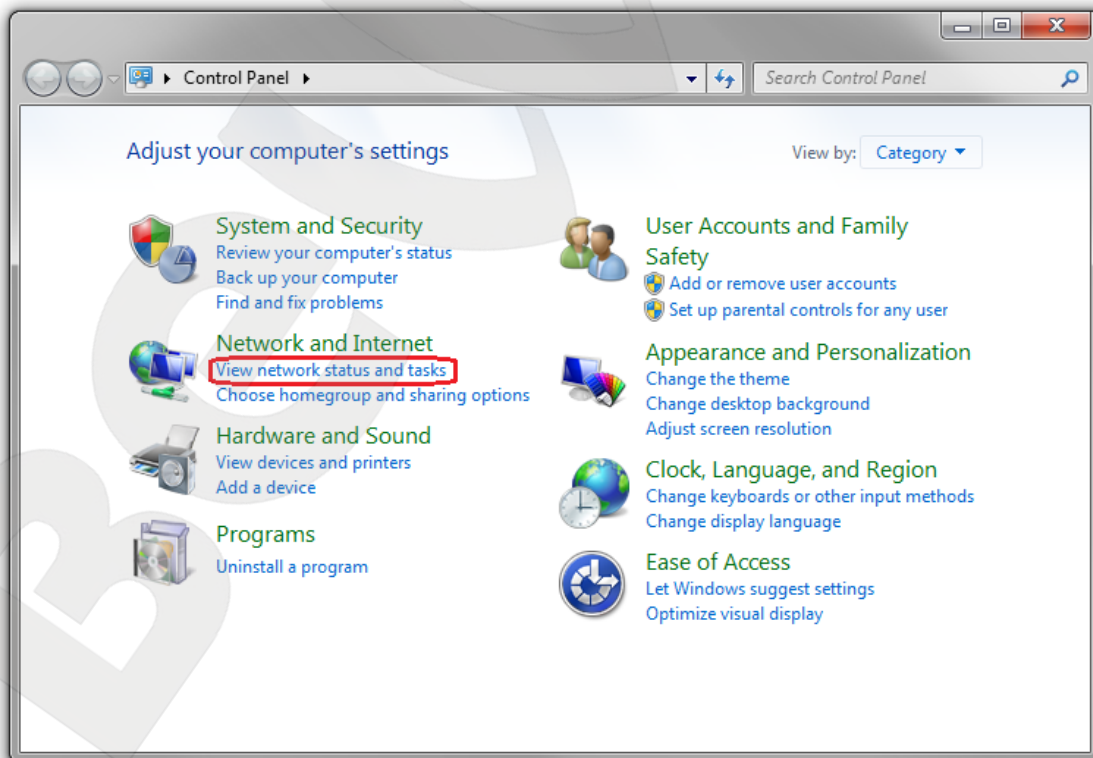 Control Panel
Search Control Panel
Adjust your computer's settings
View by: Category
System and Security
Review your computer's status
Back up your computer
Find and fix problems
Network and Internet
View network status and tasks
Choose homegroup and sharing options
Hardware and Sound
View devices and printers
Add a device
Programs
Uninstall a program
User Accounts and Family
Safety
Add or remove user accounts
Set up parental controls for any user
Appearance and Personalization
Change the theme
Change desktop background
Adjust screen resolution
Clock, Language, and Region
Change keyboards or other input methods
Change display language
Ease of Access
Let Windows suggest settings
Optimize visual display